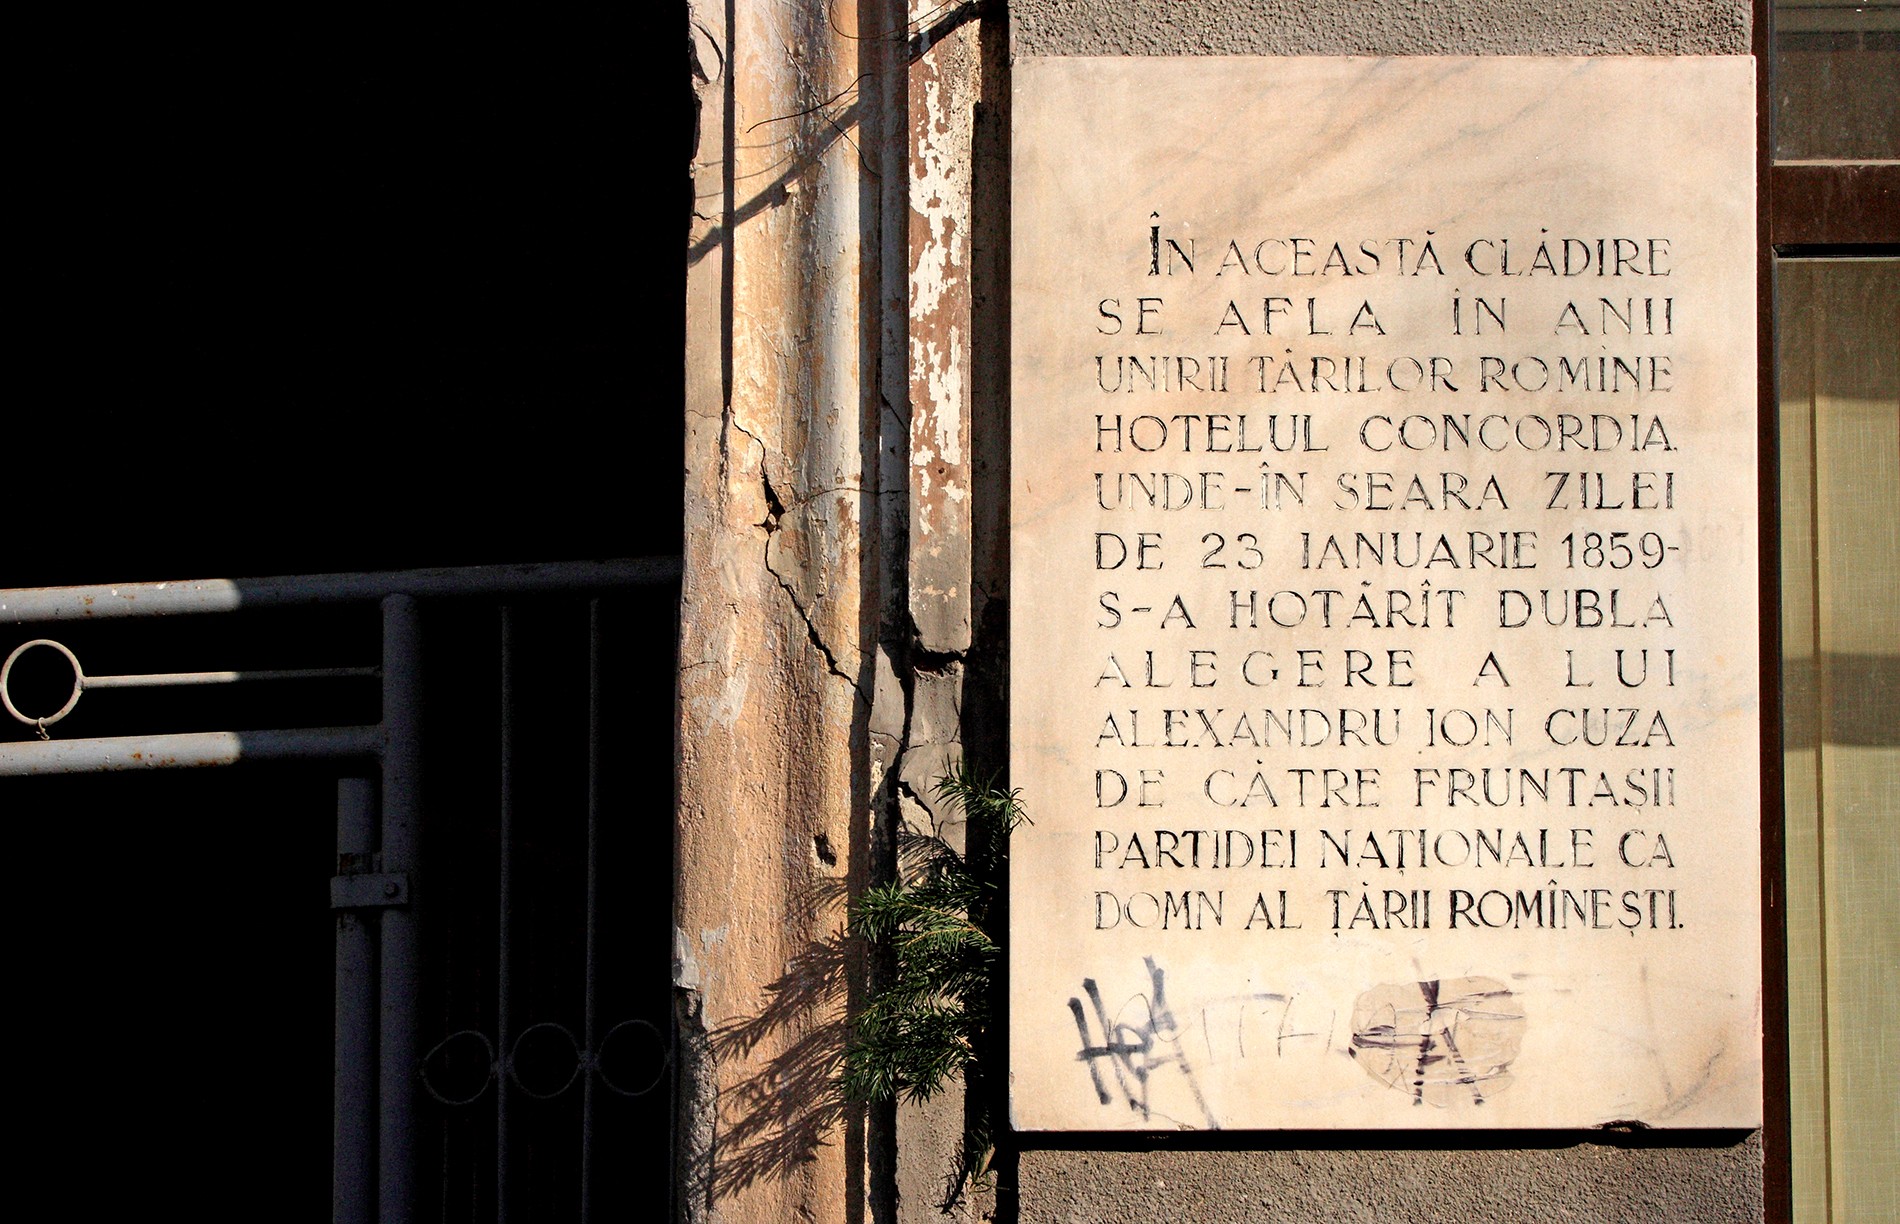 ÎN ACEASTĂ CLĂDIRE
SE AFLA ÎN ANII
UNIRII ȚĂRILOR ROMÎNE
HOTELUL CONCORDIA.
UNDE-ÎN SEARA ZILEI
DE 23 IANUARIE 1859-
S-A HOTĂRÎT DUBLA
ALEGERE A LUI
ALEXANDRU ION CUZA
DE CĂTRE FRUNTAȘII
PARTIDEI NAȚIONALE CA
DOMN AL ȚĂRII ROMÎNEȘTI.